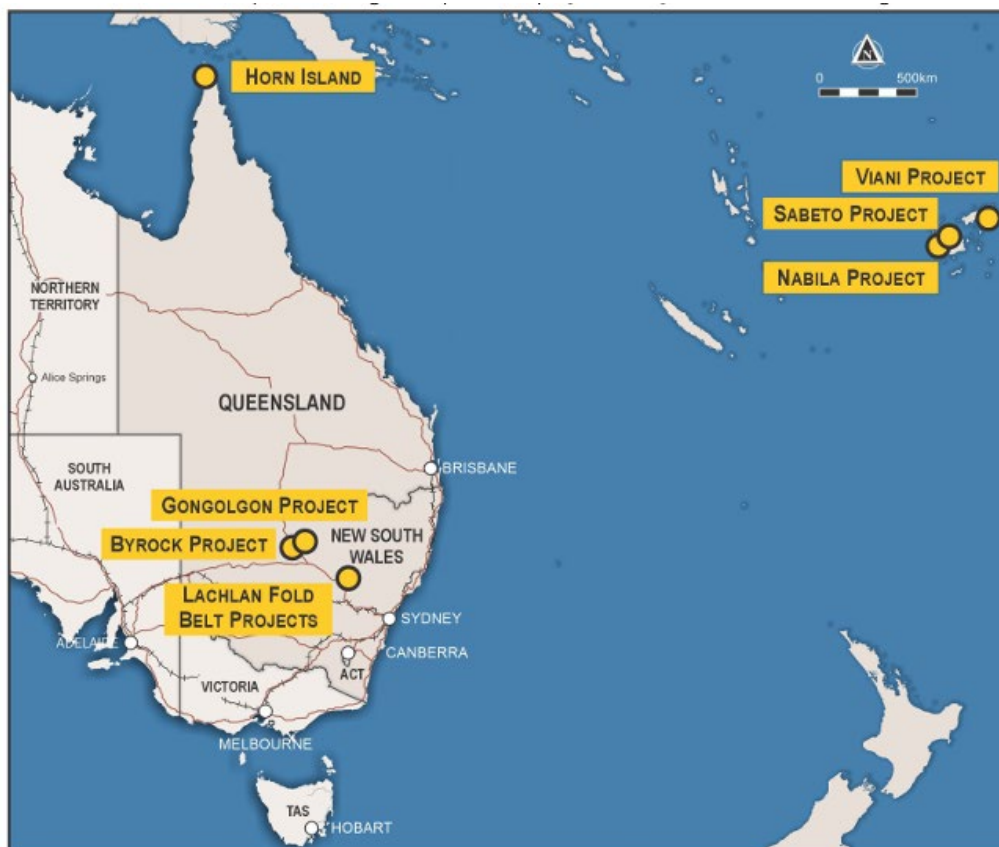 N
HORN ISLAND
0 500km
VIANI PROJECT
SABETO PROJECT
NABILA PROJECT
NORTHERN
TERRITORY
Alice Springs
QUEENSLAND
SOUTH
AUSTRALIA
BRISBANE
GONGOLGON PROJECT
BYROCK PROJECT
NEW SOUTH
WALES
LACHLAN FOLD
BELT PROJECTS
SYDNEY
ADELAIDE
CANBERRA
ACT
VICTORIA
MELBOURNE
TAS
HOBART